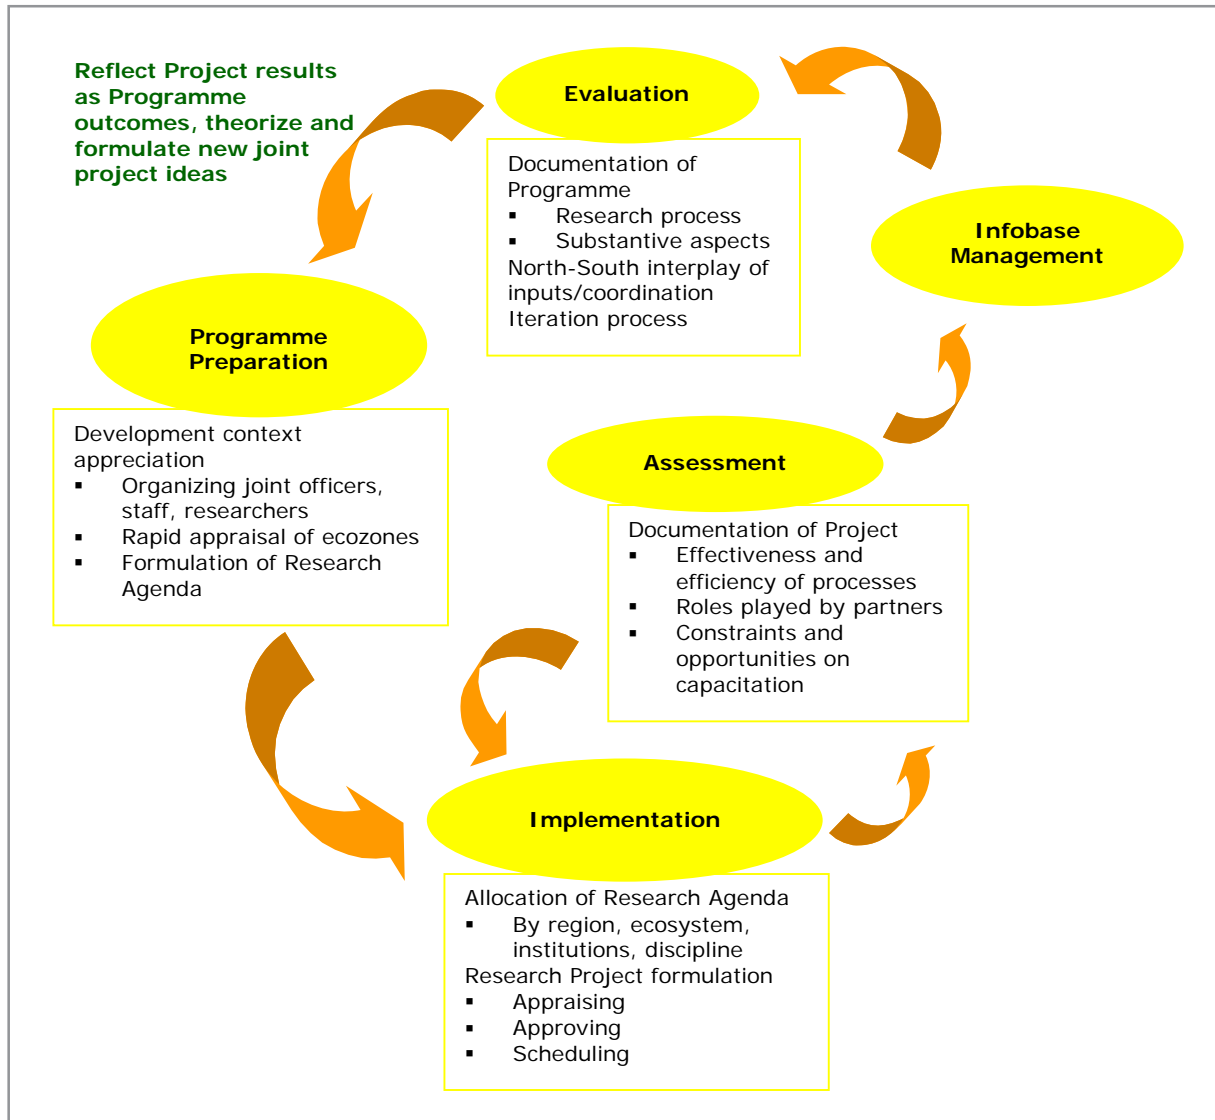 Reflect Project results
as Programme
outcomes, theorize and
formulate new joint
project ideas
Evaluation
Documentation of
Programme
▪ Research process
▪ Substantive aspects
North-South interplay of
inputs/coordination
Iteration process
Infobase
Management
Programme
Preparation
Development context
appreciation
▪ Organizing joint officers,
staff, researchers
▪ Rapid appraisal of ecozones
▪ Formulation of Research
Agenda
Assessment
Documentation of Project
▪ Effectiveness and
efficiency of processes
▪ Roles played by partners
▪ Constraints and
opportunities on
capacitation
Implementation
Allocation of Research Agenda
▪ By region, ecosystem,
institutions, discipline
Research Project formulation
▪ Appraising
▪ Approving
▪ Scheduling